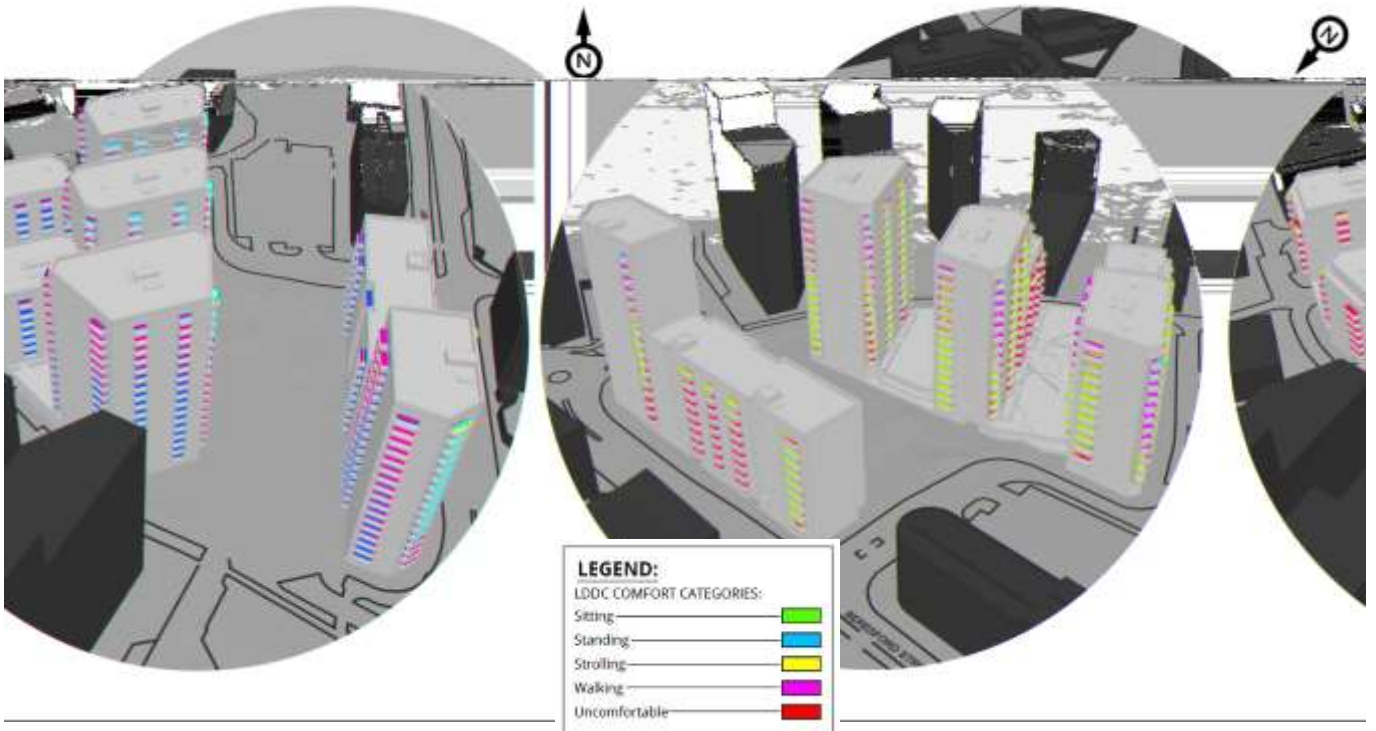 N
N
LEGEND:
LDDC COMFORT CATEGORIES:
Sitting
Standing
Strolling
Walking
Uncomfortable